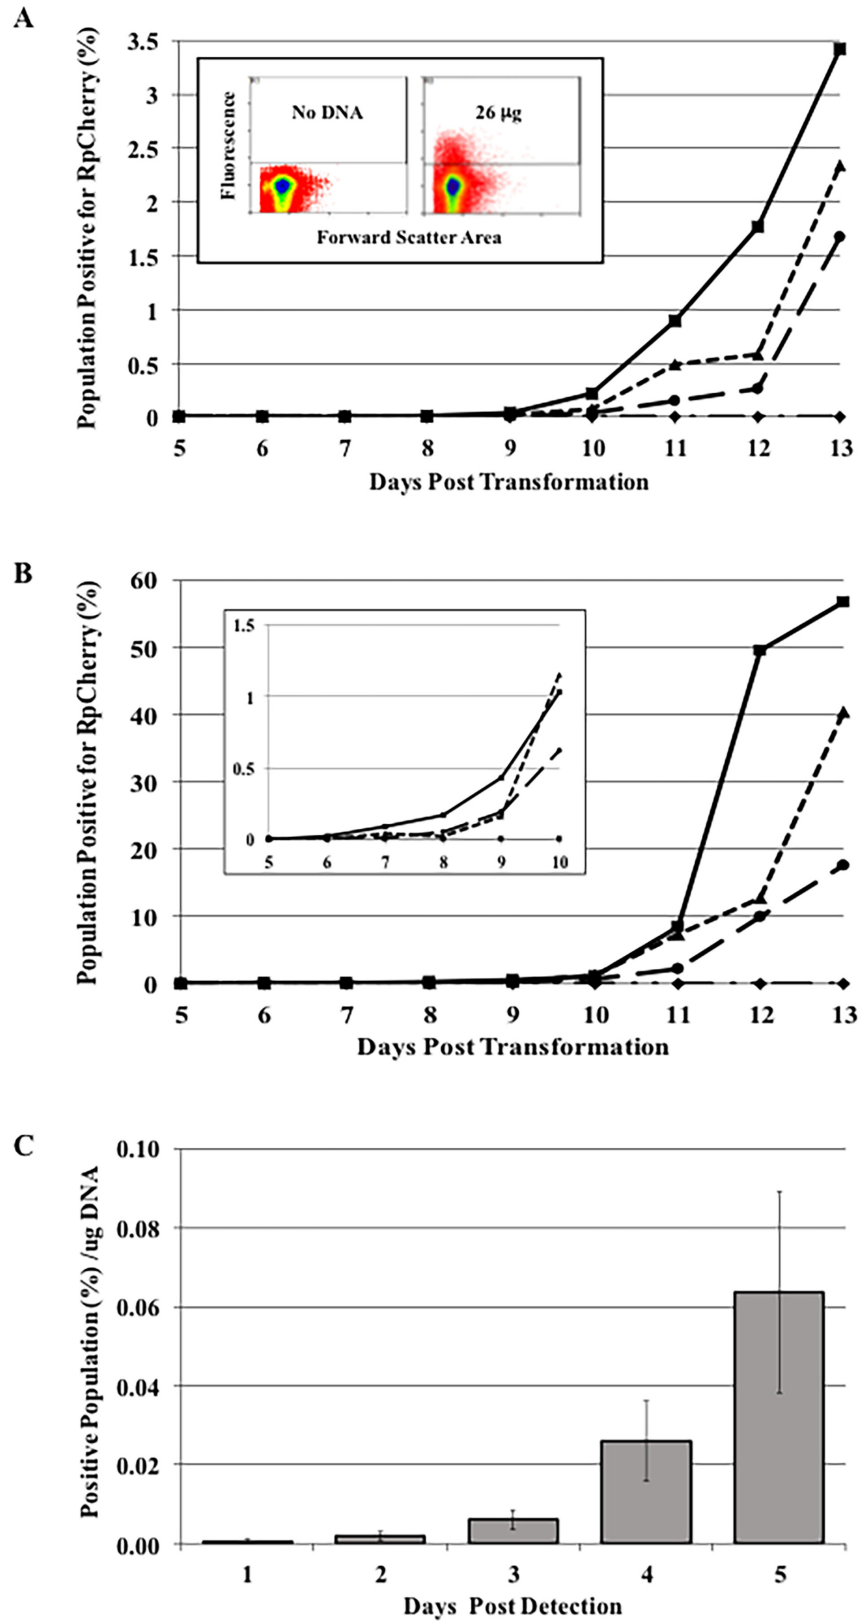 A
Population Positive for RpCherry (%)
3.5
3
2.5
2
1.5
1
0.5
0
Fluorescence
No DNA
26 µg
Forward Scatter Area
5 6 7 8 9 10 11 12 13
Days Post Transformation
B
Population Positive for RpCherry (%)
60
50
40
30
20
10
0
1.5
1
0.5
0
5 6 7 8 9 10
5 6 7 8 9 10 11 12 13
Days Post Transformation
C
Positive Population (%) /ug DNA
0.10
0.08
0.06
0.04
0.02
0.00
1 2 3 4 5
Days Post Detection